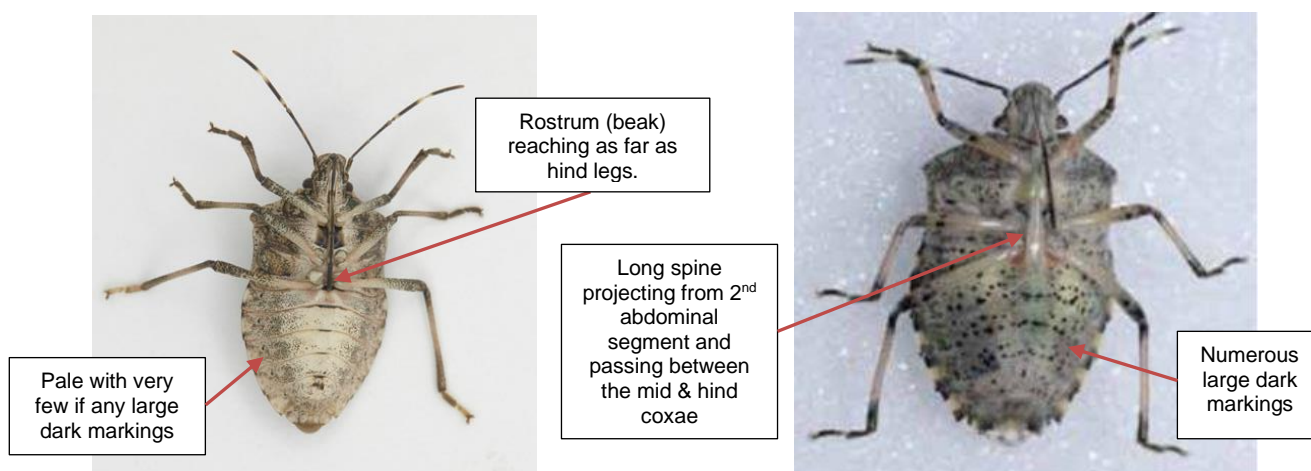 Rostrum (beak)
reaching as far as
hind legs.
Long spine
projecting from 2nd
abdominal
segment and
passing between
the mid & hind
coxae
Pale with very
few if any large
dark markings
Numerous
large dark
markings